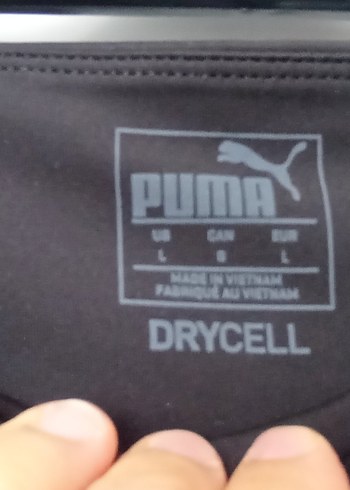 PUMA
US CAN EUR
L G L
MADE IN VIETNAM
FABRIQUÉ AU VIETNAM
DRYCELL